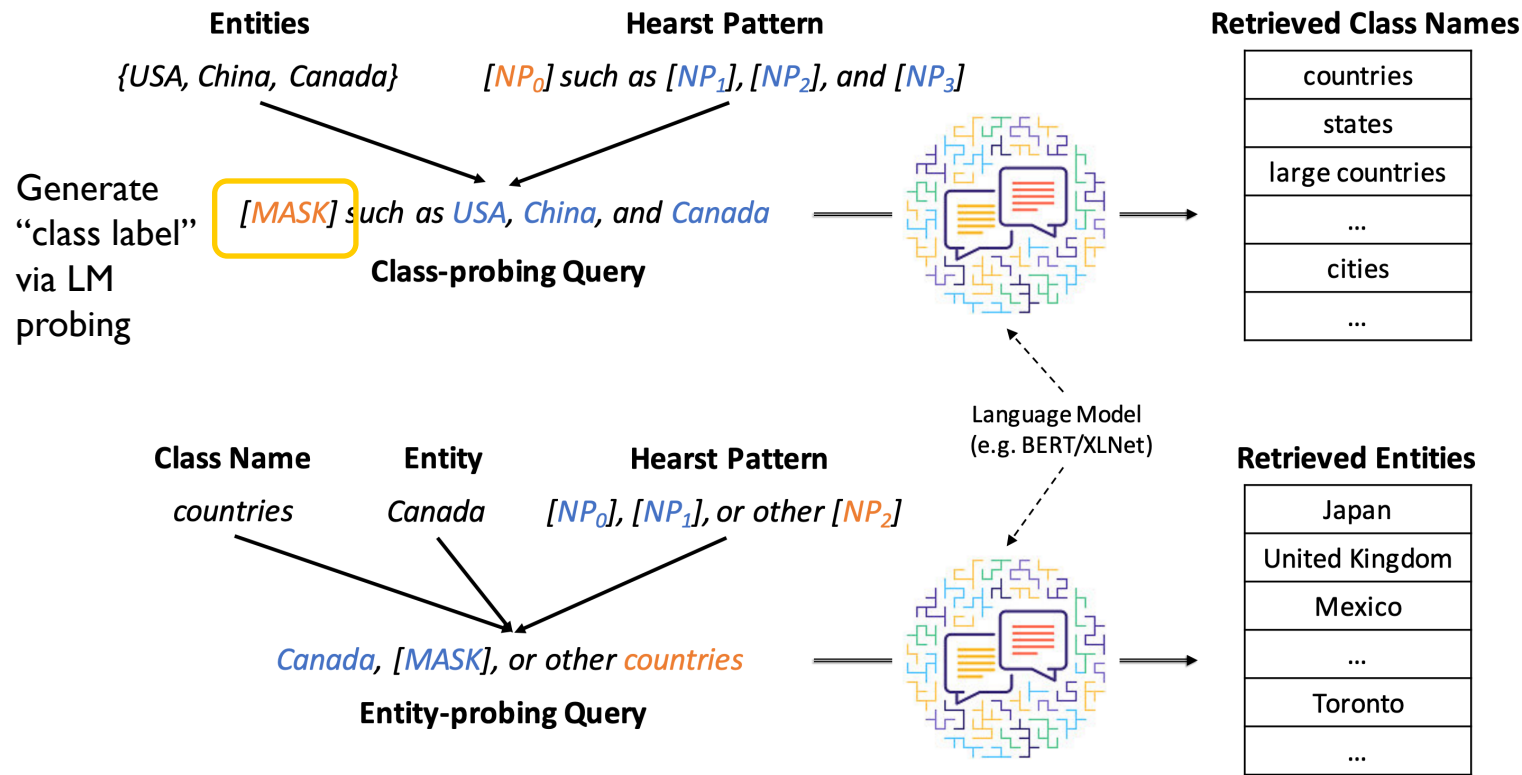 Entities
Hearst Pattern
Retrieved Class Names
{USA, China, Canada}
[NP₀] such as [NP₁], [NP₂], and [NP₃]
countries
states
large countries
...
cities
...
Generate
“class label”
via LM
probing
[MASK] such as USA, China, and Canada
Class-probing Query
Language Model
(e.g. BERT/XLNet)
Class Name
Entity
Hearst Pattern
Retrieved Entities
countries
Canada
[NP₀], [NP₁], or other [NP₂]
Japan
United Kingdom
Mexico
...
Toronto
...
Canada, [MASK], or other countries
Entity-probing Query